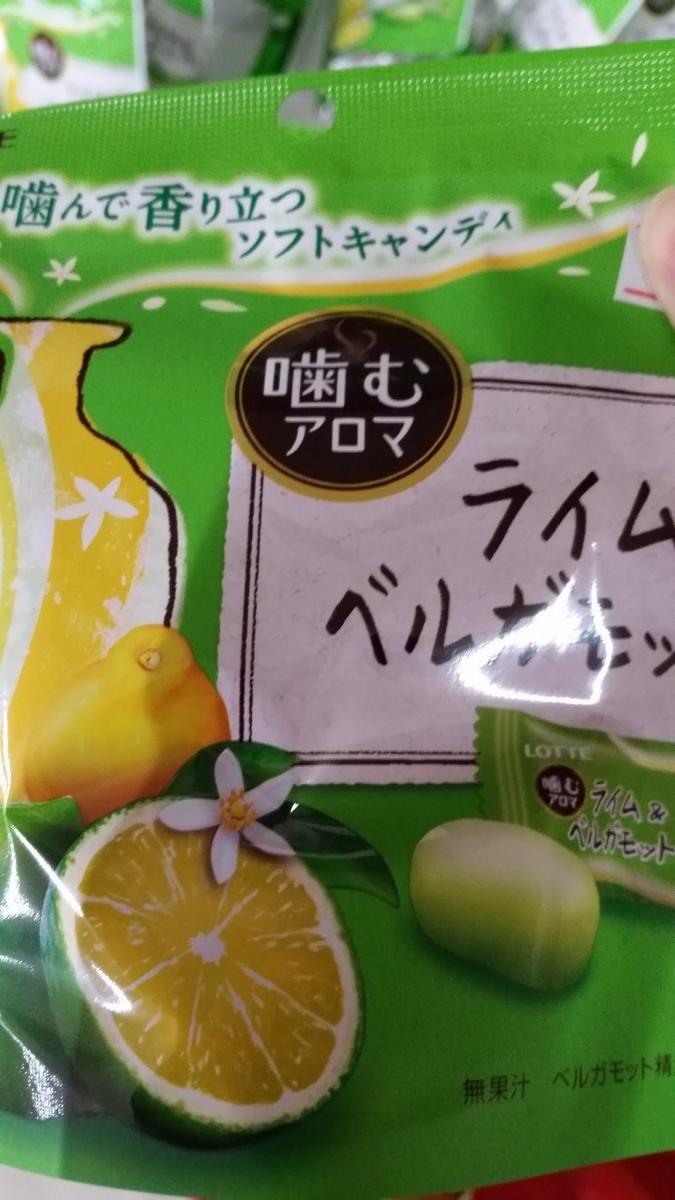 噛んで香り立つ
ソフトキャンディ
噛む
アロマ
ライム
ベルガモッ
LOTTE
噛む
アロマ
ライム&
ベルガモット
無果汁 ベルガモット精